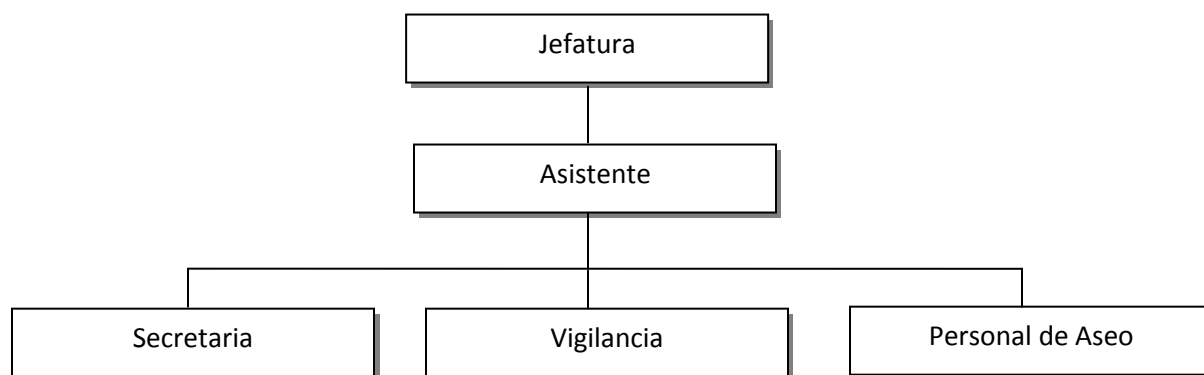 Jefatura
Asistente
Secretaria
Vigilancia
Personal de Aseo